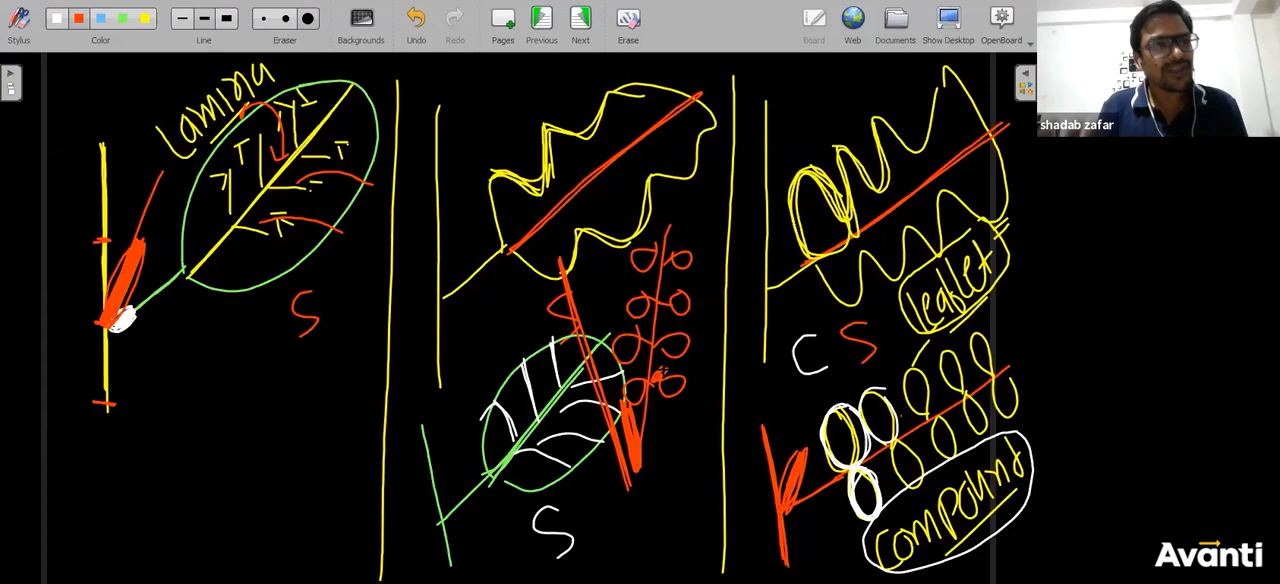 Stylus
Color
Line
Eraser
Backgrounds
Undo
Redo
Pages
Previous
Next
Erase
Board
Web
Documents
Show Desktop
OpenBoard
shadab zafar
Lamina
S
S
leaflet
C S
compound
Avanti